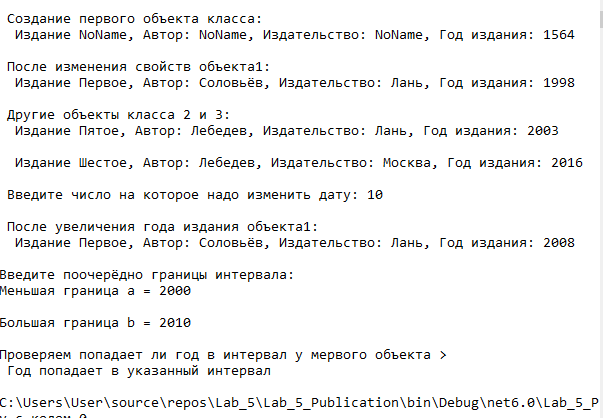 Создание первого объекта класса:
Издание NoName, Автор: NoName, Издательство: NoName, Год издания: 1564
После изменения свойств объекта1:
Издание Первое, Автор: Соловьёв, Издательство: Лань, Год издания: 1998
Другие объекты класса 2 и 3:
Издание Пятое, Автор: Лебедев, Издательство: Лань, Год издания: 2003
Издание Шестое, Автор: Лебедев, Издательство: Москва, Год издания: 2016
Введите число на которое надо изменить дату: 10
После увеличения года издания объекта1:
Издание Первое, Автор: Соловьёв, Издательство: Лань, Год издания: 2008
Введите поочерёдно границы интервала:
Меньшая граница a = 2000
Большая граница b = 2010
Проверяем попадает ли год в интервал у мервого объекта >
Год попадает в указанный интервал
C:\Users\User\source\repos\Lab_5\Lab_5_Publication\bin\Debug\net6.0\Lab_5_P
у с кодом 0